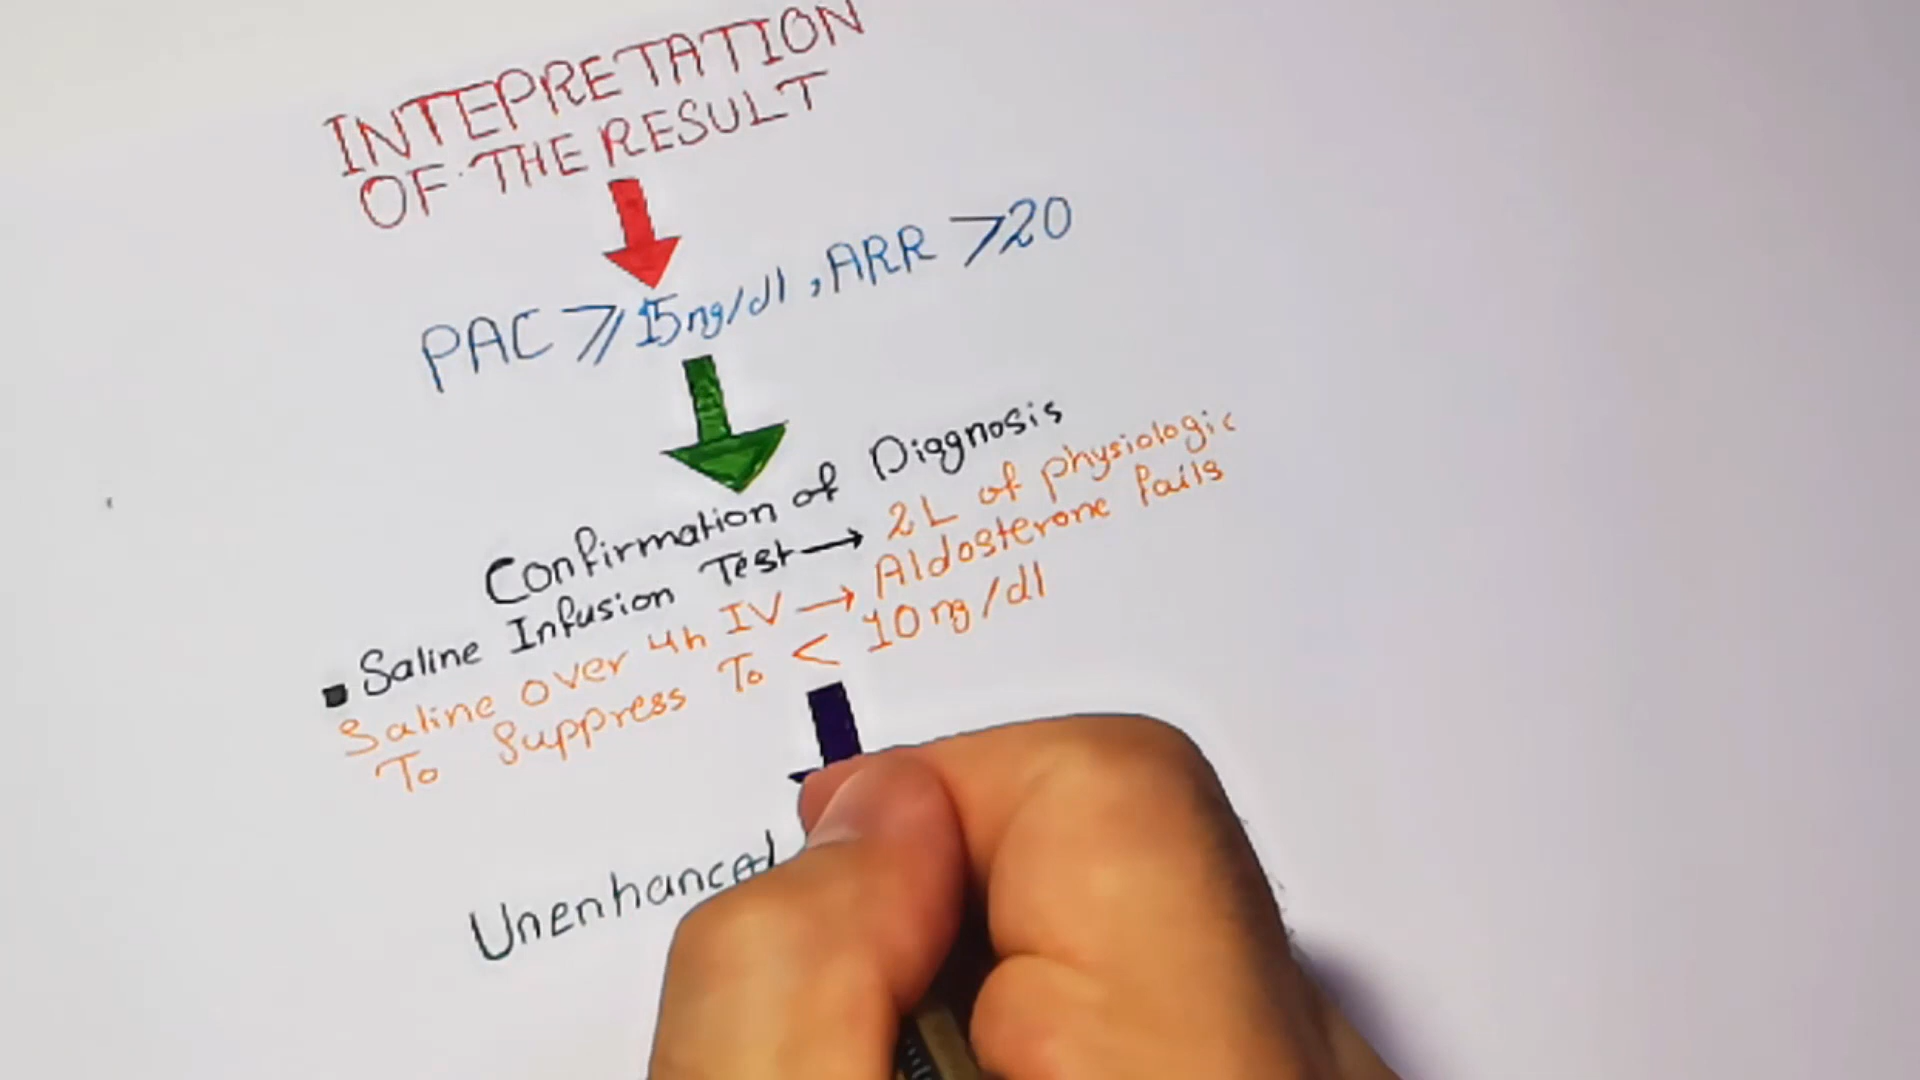 INTEPRETATION
OF THE RESULT
PAC ⩾ 15ng/dl, ARR >20
Confirmation of Diagnosis
▪ Saline Infusion Test → 2L of physiologic
Saline over 4h IV → Aldosterone fails
To Suppress To < 10ng/dl
Unenhanced